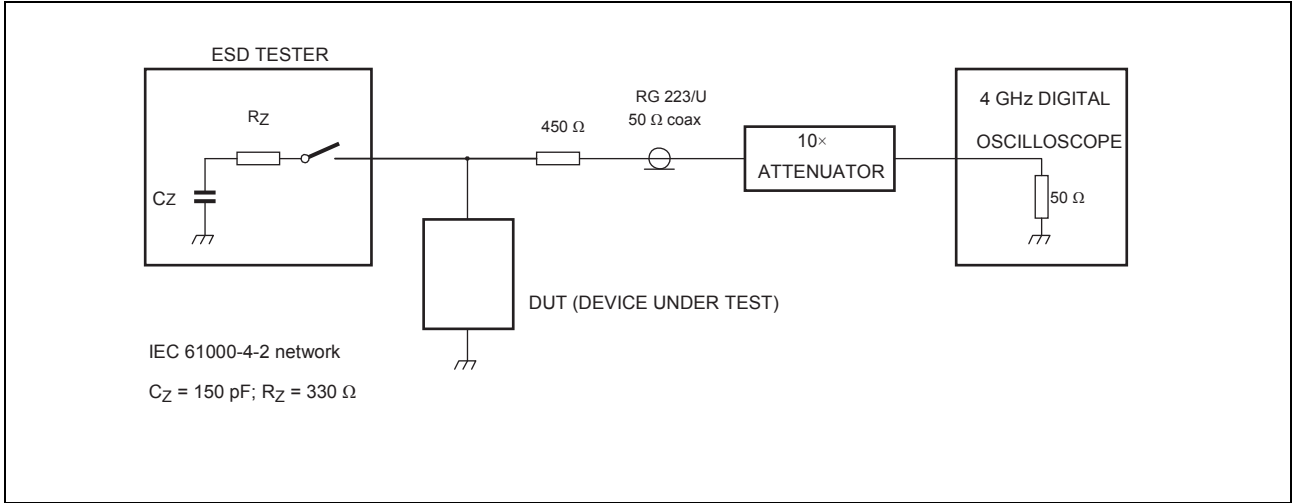 ESD TESTER
RZ
CZ
450 Ω
RG 223/U
50 Ω coax
10×
ATTENUATOR
4 GHz DIGITAL
OSCILLOSCOPE
50 Ω
DUT (DEVICE UNDER TEST)
IEC 61000-4-2 network
CZ = 150 pF; RZ = 330 Ω